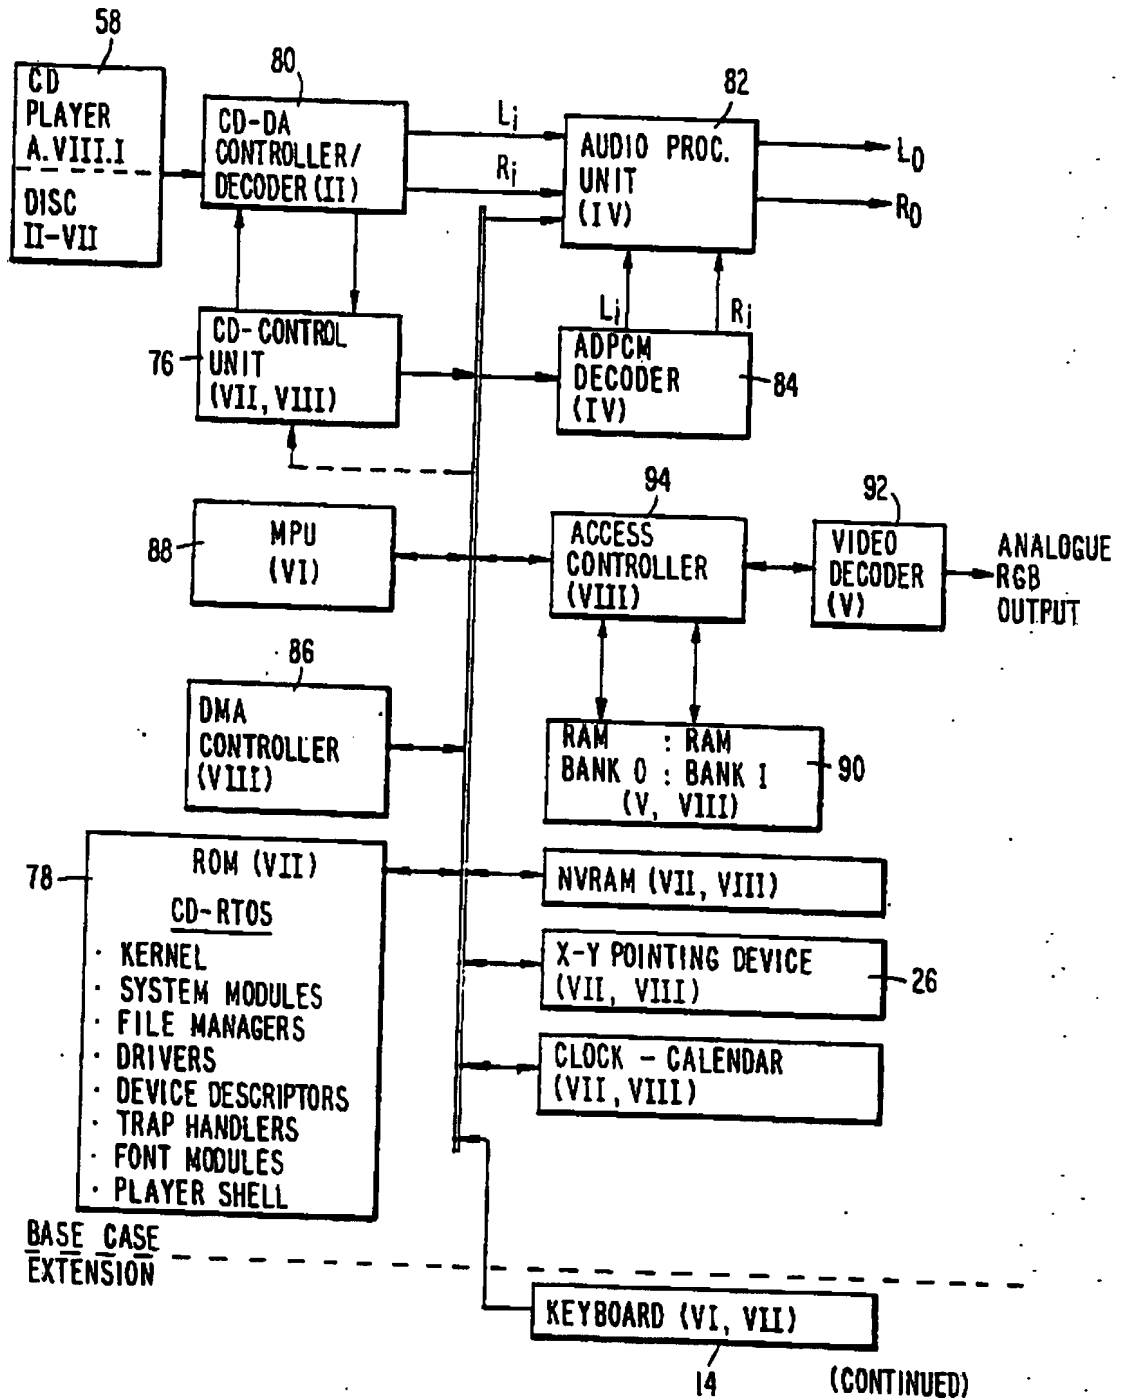 58
CD
PLAYER
A.VIII.I
DISC
II-VII
80
CD-DA
CONTROLLER/
DECODER (II)
Li
Ri
82
AUDIO PROC.
UNIT
(IV)
LO
RO
76
CD-CONTROL
UNIT
(VII, VIII)
Li
Ri
ADPCM
DECODER
(IV)
84
88
MPU
(VI)
94
ACCESS
CONTROLLER
(VIII)
92
VIDEO
DECODER
(V)
ANALOGUE
RGB
OUTPUT
86
DMA
CONTROLLER
(VIII)
RAM : RAM
BANK 0 : BANK I
(V, VIII)
90
78
ROM (VII)
CD-RTOS
· KERNEL
· SYSTEM MODULES
· FILE MANAGERS
· DRIVERS
· DEVICE DESCRIPTORS
· TRAP HANDLERS
· FONT MODULES
· PLAYER SHELL
NVRAM (VII, VIII)
X-Y POINTING DEVICE
(VII, VIII)
26
CLOCK - CALENDAR
(VII, VIII)
BASE CASE
EXTENSION
KEYBOARD (VI, VII)
14
(CONTINUED)